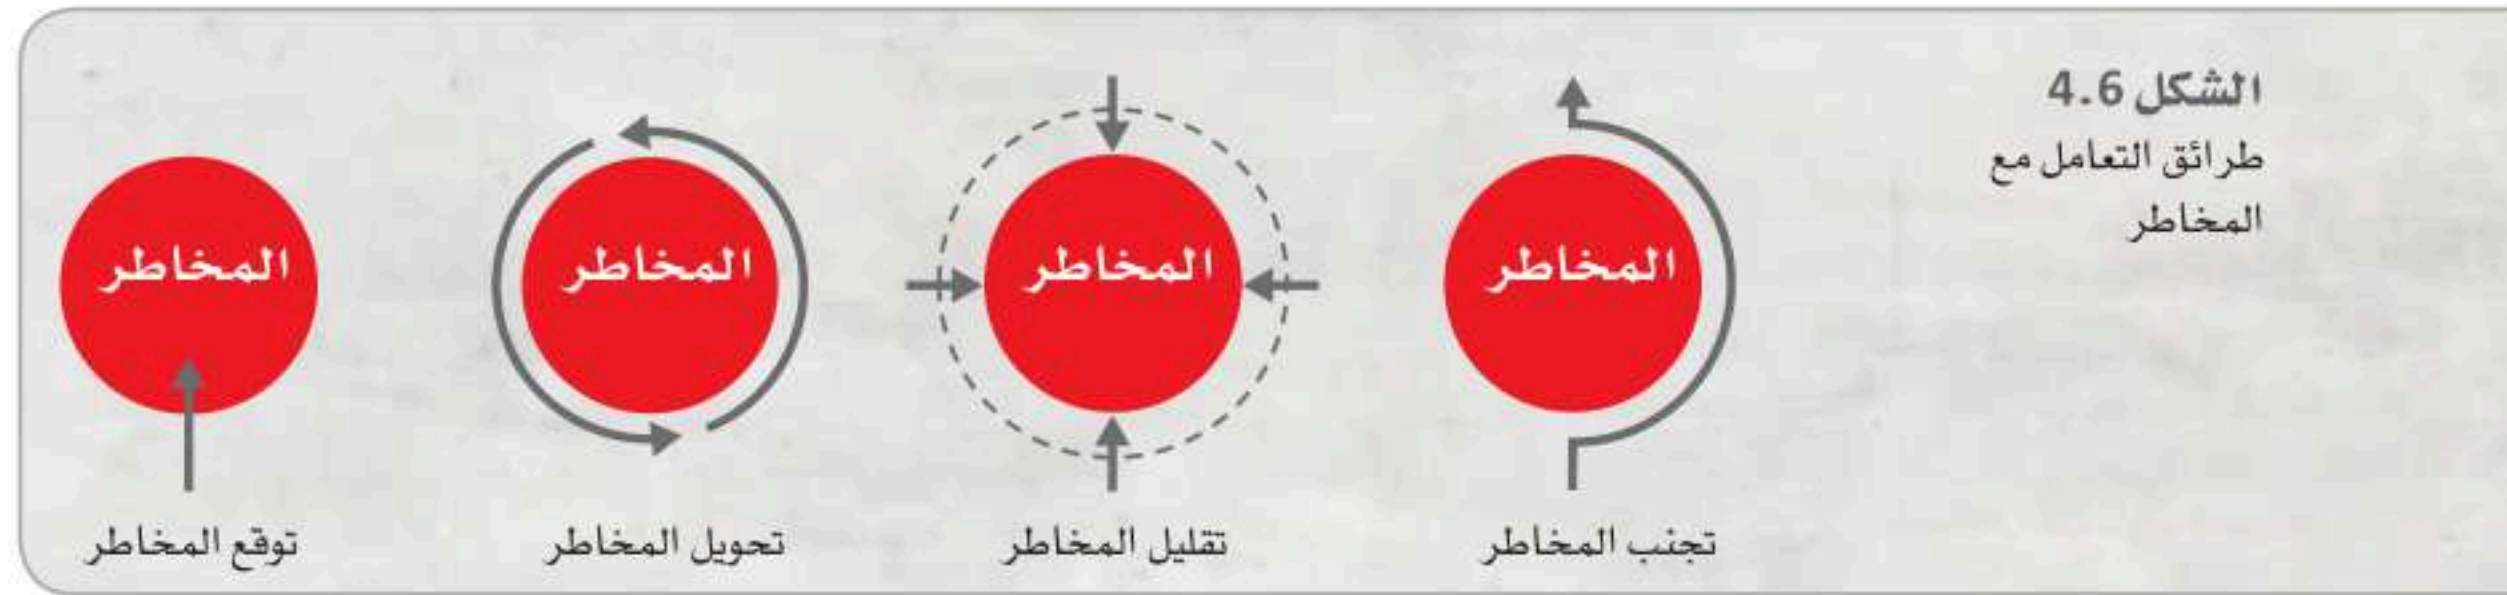 الشكل 4.6
طرائق التعامل مع
المخاطر
المخاطر
المخاطر
المخاطر
المخاطر
تجنب المخاطر
تقليل المخاطر
تحويل المخاطر
توقع المخاطر